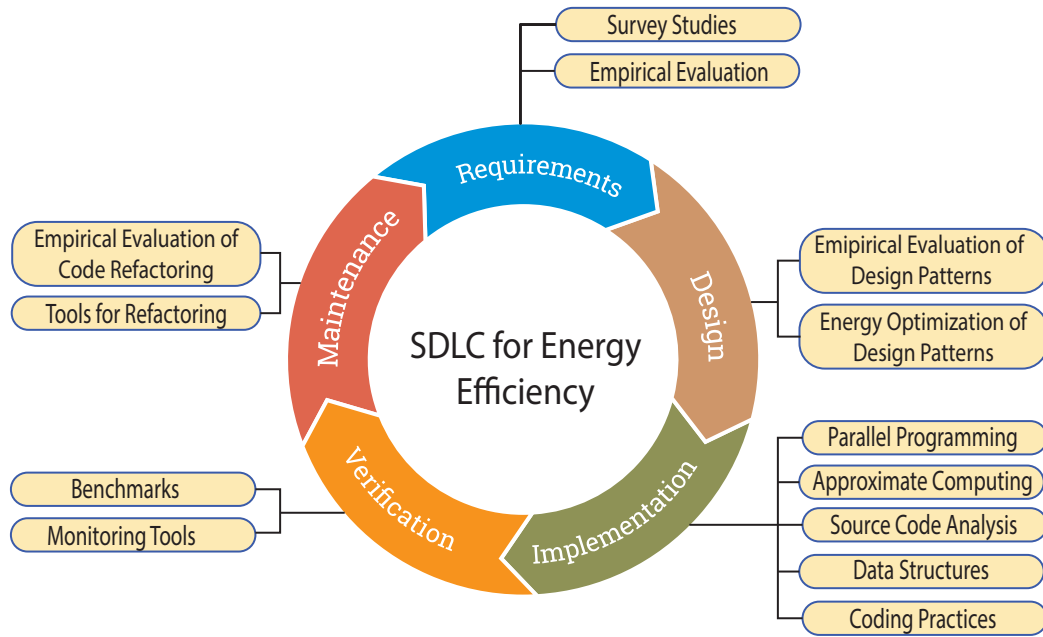 Survey Studies
Empirical Evaluation
Requirements
Design
Emipirical Evaluation of
Design Patterns
Energy Optimization of
Design Patterns
Implementation
Parallel Programming
Approximate Computing
Source Code Analysis
Data Structures
Coding Practices
Verification
Benchmarks
Monitoring Tools
Maintenance
Empirical Evaluation of
Code Refactoring
Tools for Refactoring
SDLC for Energy
Efficiency